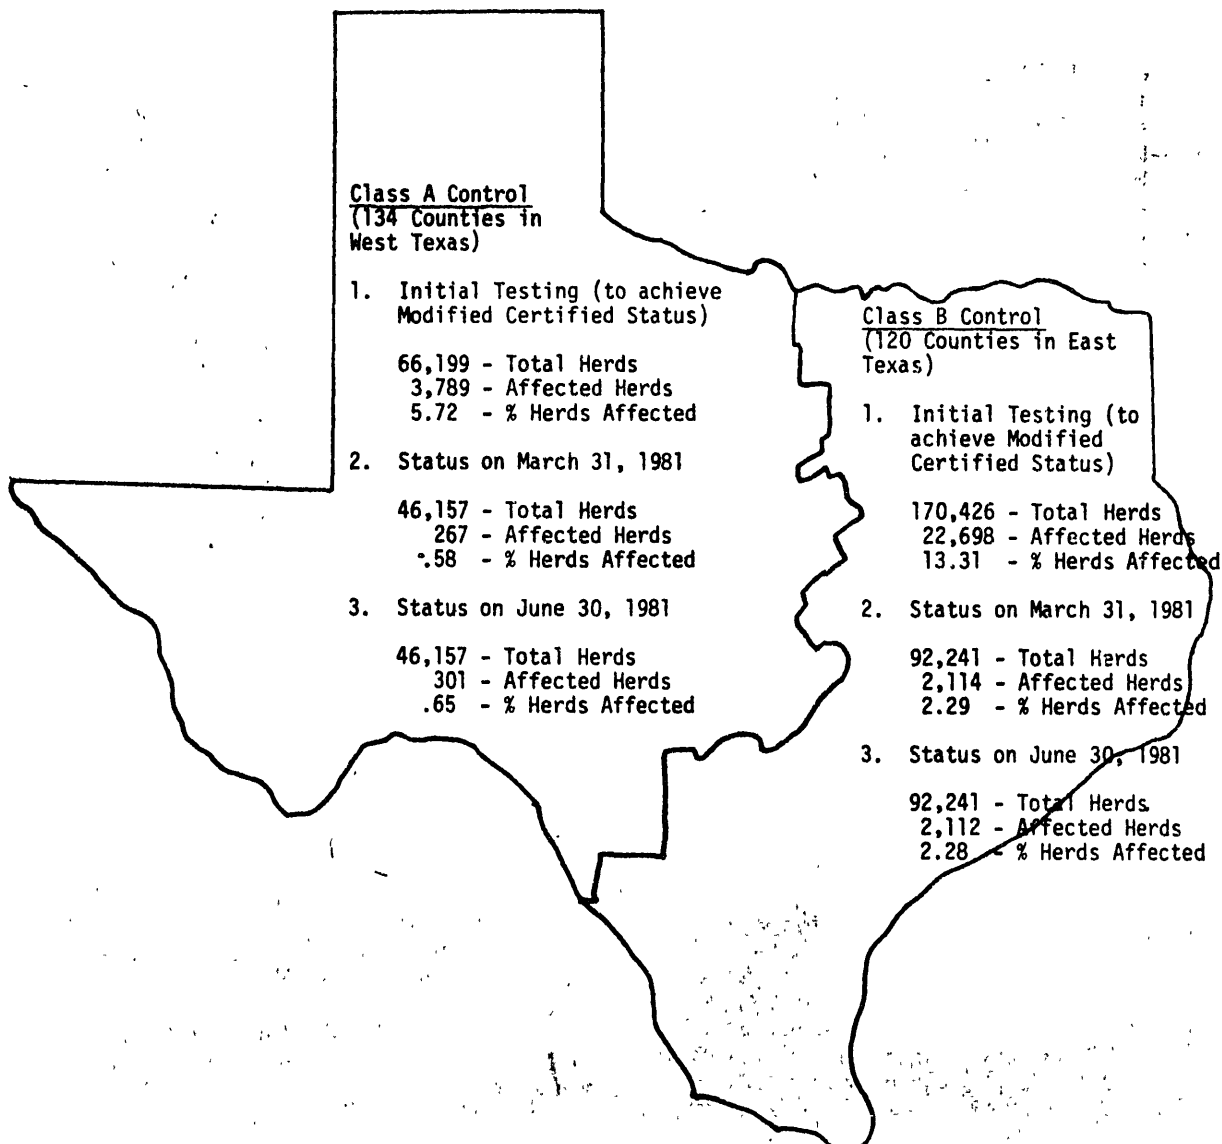 Class A Control
(134 Counties in
West Texas)
1. Initial Testing (to achieve
Modified Certified Status)
66,199 - Total Herds
3,789 - Affected Herds
5.72 - % Herds Affected
2. Status on March 31, 1981
46,157 - Total Herds
267 - Affected Herds
.58 - % Herds Affected
3. Status on June 30, 1981
46,157 - Total Herds
301 - Affected Herds
.65 - % Herds Affected
Class B Control
(120 Counties in East
Texas)
1. Initial Testing (to
achieve Modified
Certified Status)
170,426 - Total Herds
22,698 - Affected Herds
13.31 - % Herds Affected
2. Status on March 31, 1981
92,241 - Total Herds
2,114 - Affected Herds
2.29 - % Herds Affected
3. Status on June 30, 1981
92,241 - Total Herds
2,112 - Affected Herds
2.28 - % Herds Affected